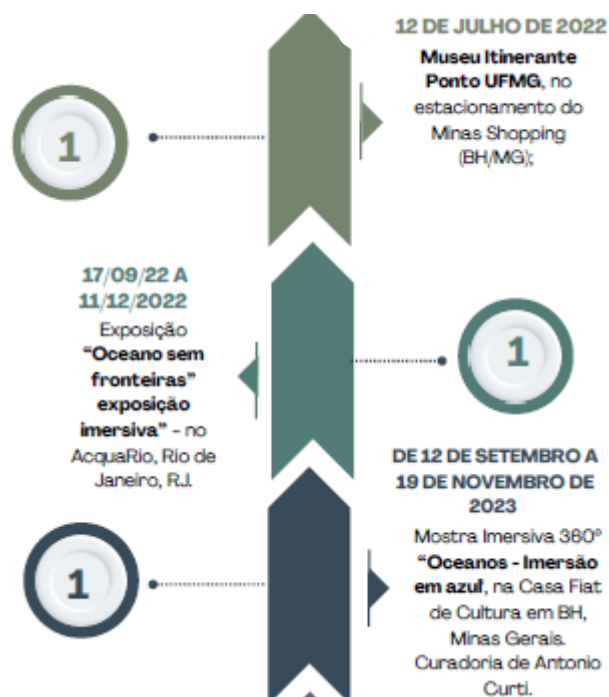 12 DE JULHO DE 2022
Museu Itinerante
Ponto UFMG, no
estacionamento do
Minas Shopping
(BH/MG);
1
17/09/22 A
11/12/2022
Exposição
“Oceano sem
fronteiras”
exposição
imersiva” - no
AcquaRio, Rio de
Janeiro, RJ.
1
DE 12 DE SETEMBRO A
19 DE NOVEMBRO DE
2023
Mostra Imersiva 360º
“Oceanos - Imersão
em azul’, na Casa Fiat
de Cultura em BH,
Minas Gerais.
Curadoria de Antonio
Curti.
1